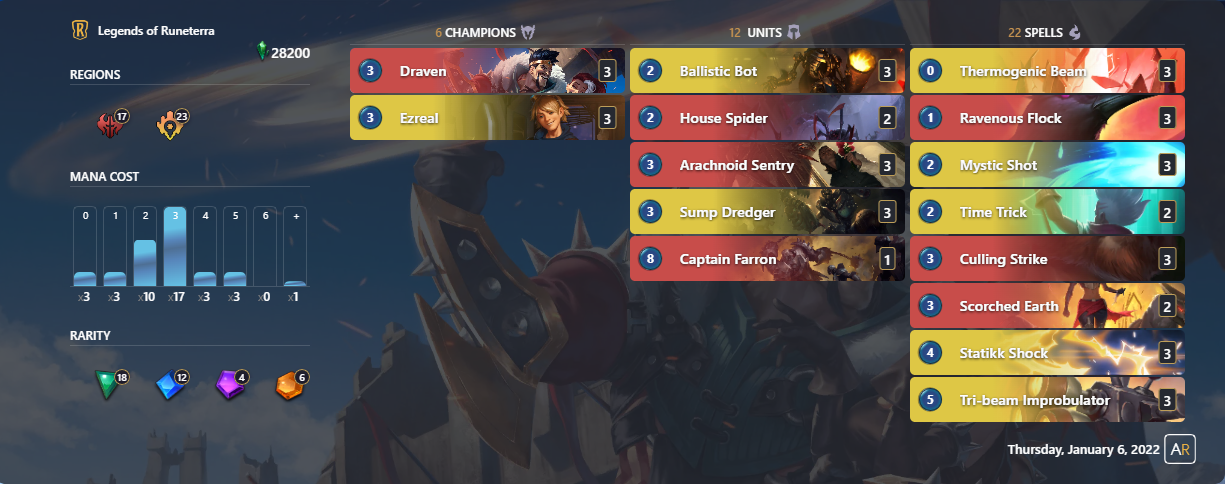 Legends of Runeterra
28200
REGIONS
17
23
MANA COST
0 1 2 3 4 5 6 +
x3 x3 x10 x17 x3 x3 x0 x1
RARITY
18 12 4 6
6 CHAMPIONS
3 Draven 3
3 Ezreal 3
12 UNITS
2 Ballistic Bot 3
2 House Spider 2
3 Arachnoid Sentry 3
3 Sump Dredger 3
8 Captain Farron 1
22 SPELLS
0 Thermogenic Beam 3
1 Ravenous Flock 3
2 Mystic Shot 3
2 Time Trick 2
3 Culling Strike 3
3 Scorched Earth 2
4 Statikk Shock 3
5 Tri-beam Improbulator 3
Thursday, January 6, 2022 AR